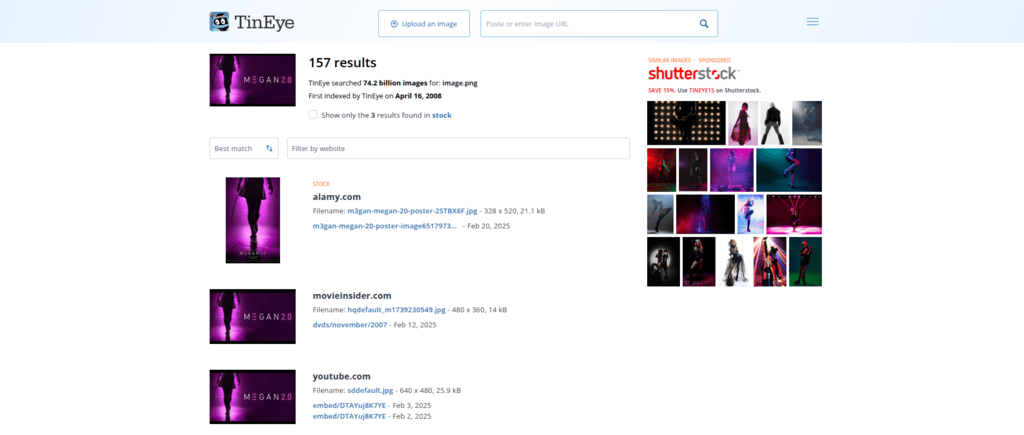 TinEye
Upload an image
Paste or enter image URL
MEGAN 2.0
157 results
TinEye searched 74.2 billion images for: image.png
First indexed by TinEye on April 16, 2008
Show only the 3 results found in stock
Best match
Filter by website
STOCK
alamy.com
Filename: m3gan-megan-20-poster-2STBX6F.jpg - 328 x 520, 21.1 kB
m3gan-megan-20-poster-image6517973... - Feb 20, 2025
movieinsider.com
Filename: hqdefault_m1739230549.jpg - 480 x 360, 14 kB
dvds/november/2007 - Feb 12, 2025
MEGAN 2.0
youtube.com
Filename: sddefault.jpg - 640 x 480, 25.9 kB
embed/DTAYuj8K7YE - Feb 3, 2025
embed/DTAYuj8K7YE - Feb 2, 2025
MEGAN 2.0
SIMILAR IMAGES - SPONSORED
shutterstock
SAVE 15%. Use TINEYE15 on Shutterstock.